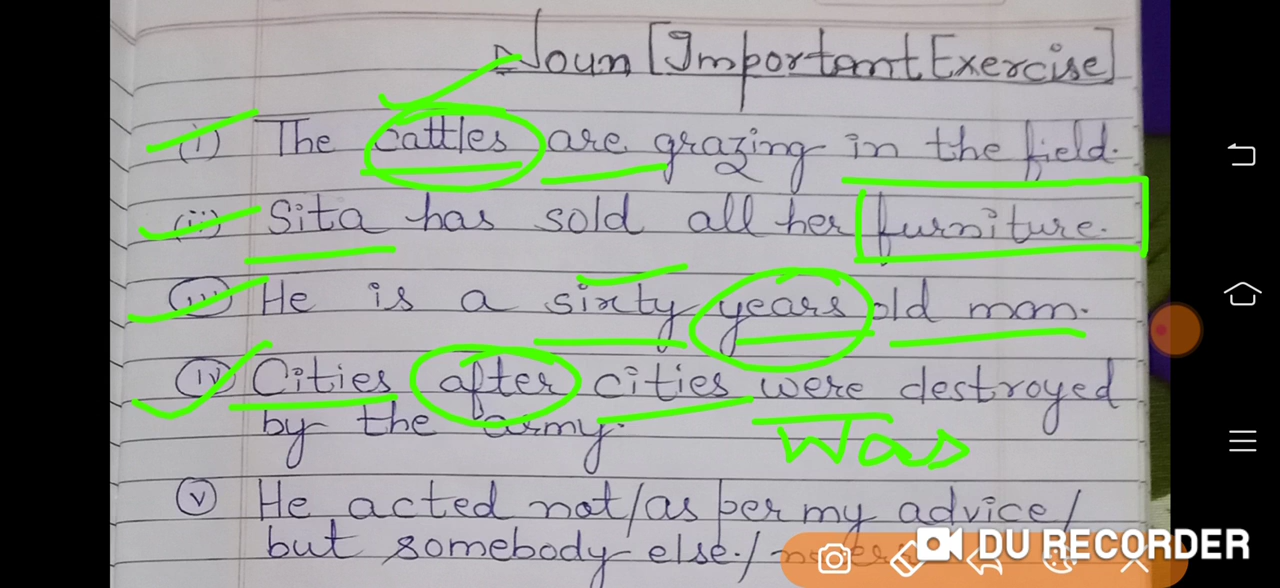 Noun [Important Exercise]
(i) The cattles are grazing in the field.
(ii) Sita has sold all her furniture.
(iii) He is a sixty years old man.
(iv) Cities after cities were destroyed
by the army.
was
(v) He acted not/as per my advice/
but somebody else./
DU RECORDER